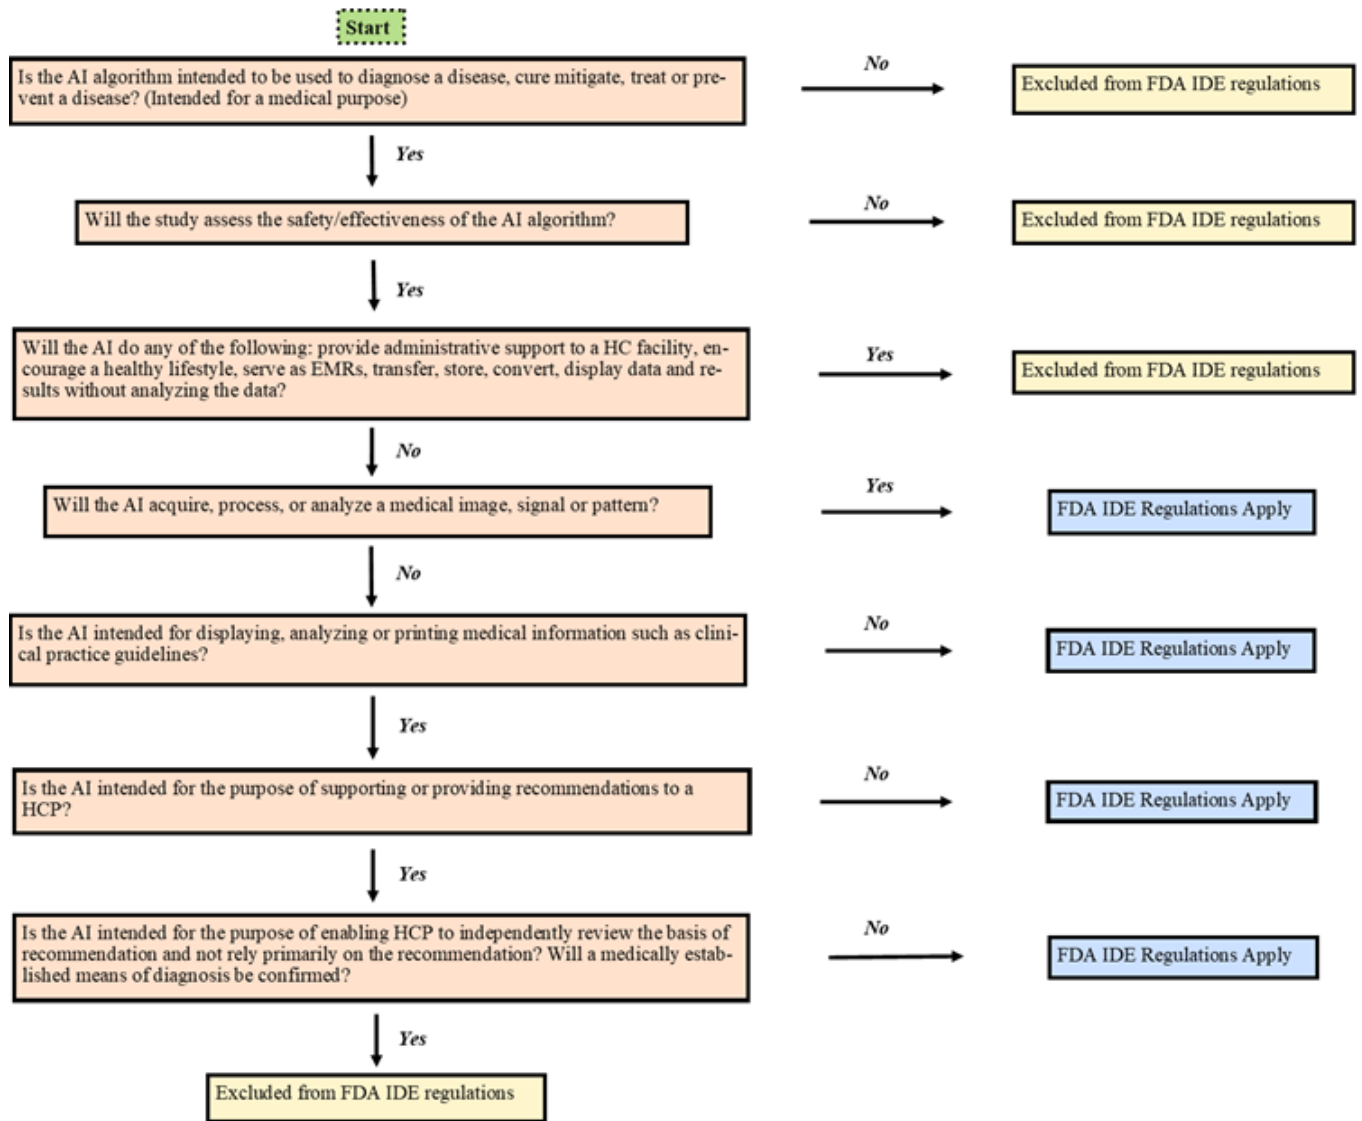 Start
Is the AI algorithm intended to be used to diagnose a disease, cure mitigate, treat or pre-
vent a disease? (Intended for a medical purpose)
No
Excluded from FDA IDE regulations
Yes
Will the study assess the safety/effectiveness of the AI algorithm?
No
Excluded from FDA IDE regulations
Yes
Will the AI do any of the following: provide administrative support to a HC facility, en-
courage a healthy lifestyle, serve as EMRs, transfer, store, convert, display data and re-
sults without analyzing the data?
Yes
Excluded from FDA IDE regulations
No
Will the AI acquire, process, or analyze a medical image, signal or pattern?
Yes
FDA IDE Regulations Apply
No
Is the AI intended for displaying, analyzing or printing medical information such as clini-
cal practice guidelines?
No
FDA IDE Regulations Apply
Yes
Is the AI intended for the purpose of supporting or providing recommendations to a
HCP?
No
FDA IDE Regulations Apply
Yes
Is the AI intended for the purpose of enabling HCP to independently review the basis of
recommendation and not rely primarily on the recommendation? Will a medically estab-
lished means of diagnosis be confirmed?
No
FDA IDE Regulations Apply
Yes
Excluded from FDA IDE regulations